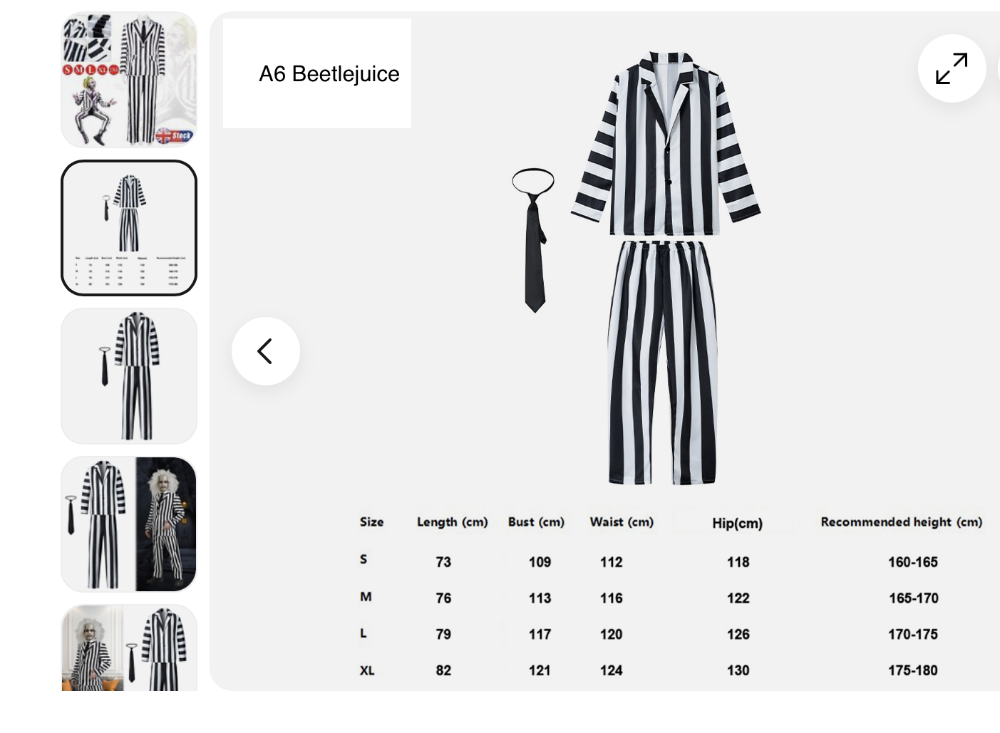 S M L XL
Stock
A6 Beetlejuice
Size Length (cm) Bust (cm) Waist (cm) Hip(cm) Recommended height (cm)
S 73 109 112 118 160-165
M 76 113 116 122 165-170
L 79 117 120 126 170-175
XL 82 121 124 130 175-180